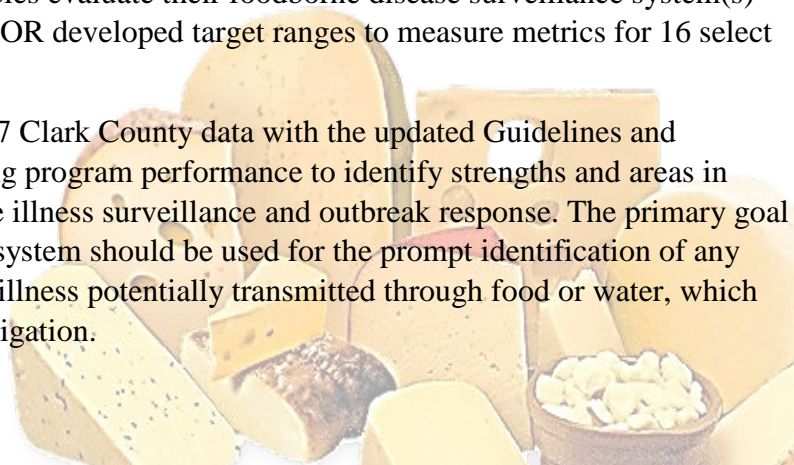 evaluate their foodborne disease surveillance system(s)
OR developed target ranges to measure metrics for 16 select
7 Clark County data with the updated Guidelines and
g program performance to identify strengths and areas in
e illness surveillance and outbreak response. The primary goal
system should be used for the prompt identification of any
illness potentially transmitted through food or water, which
igation.